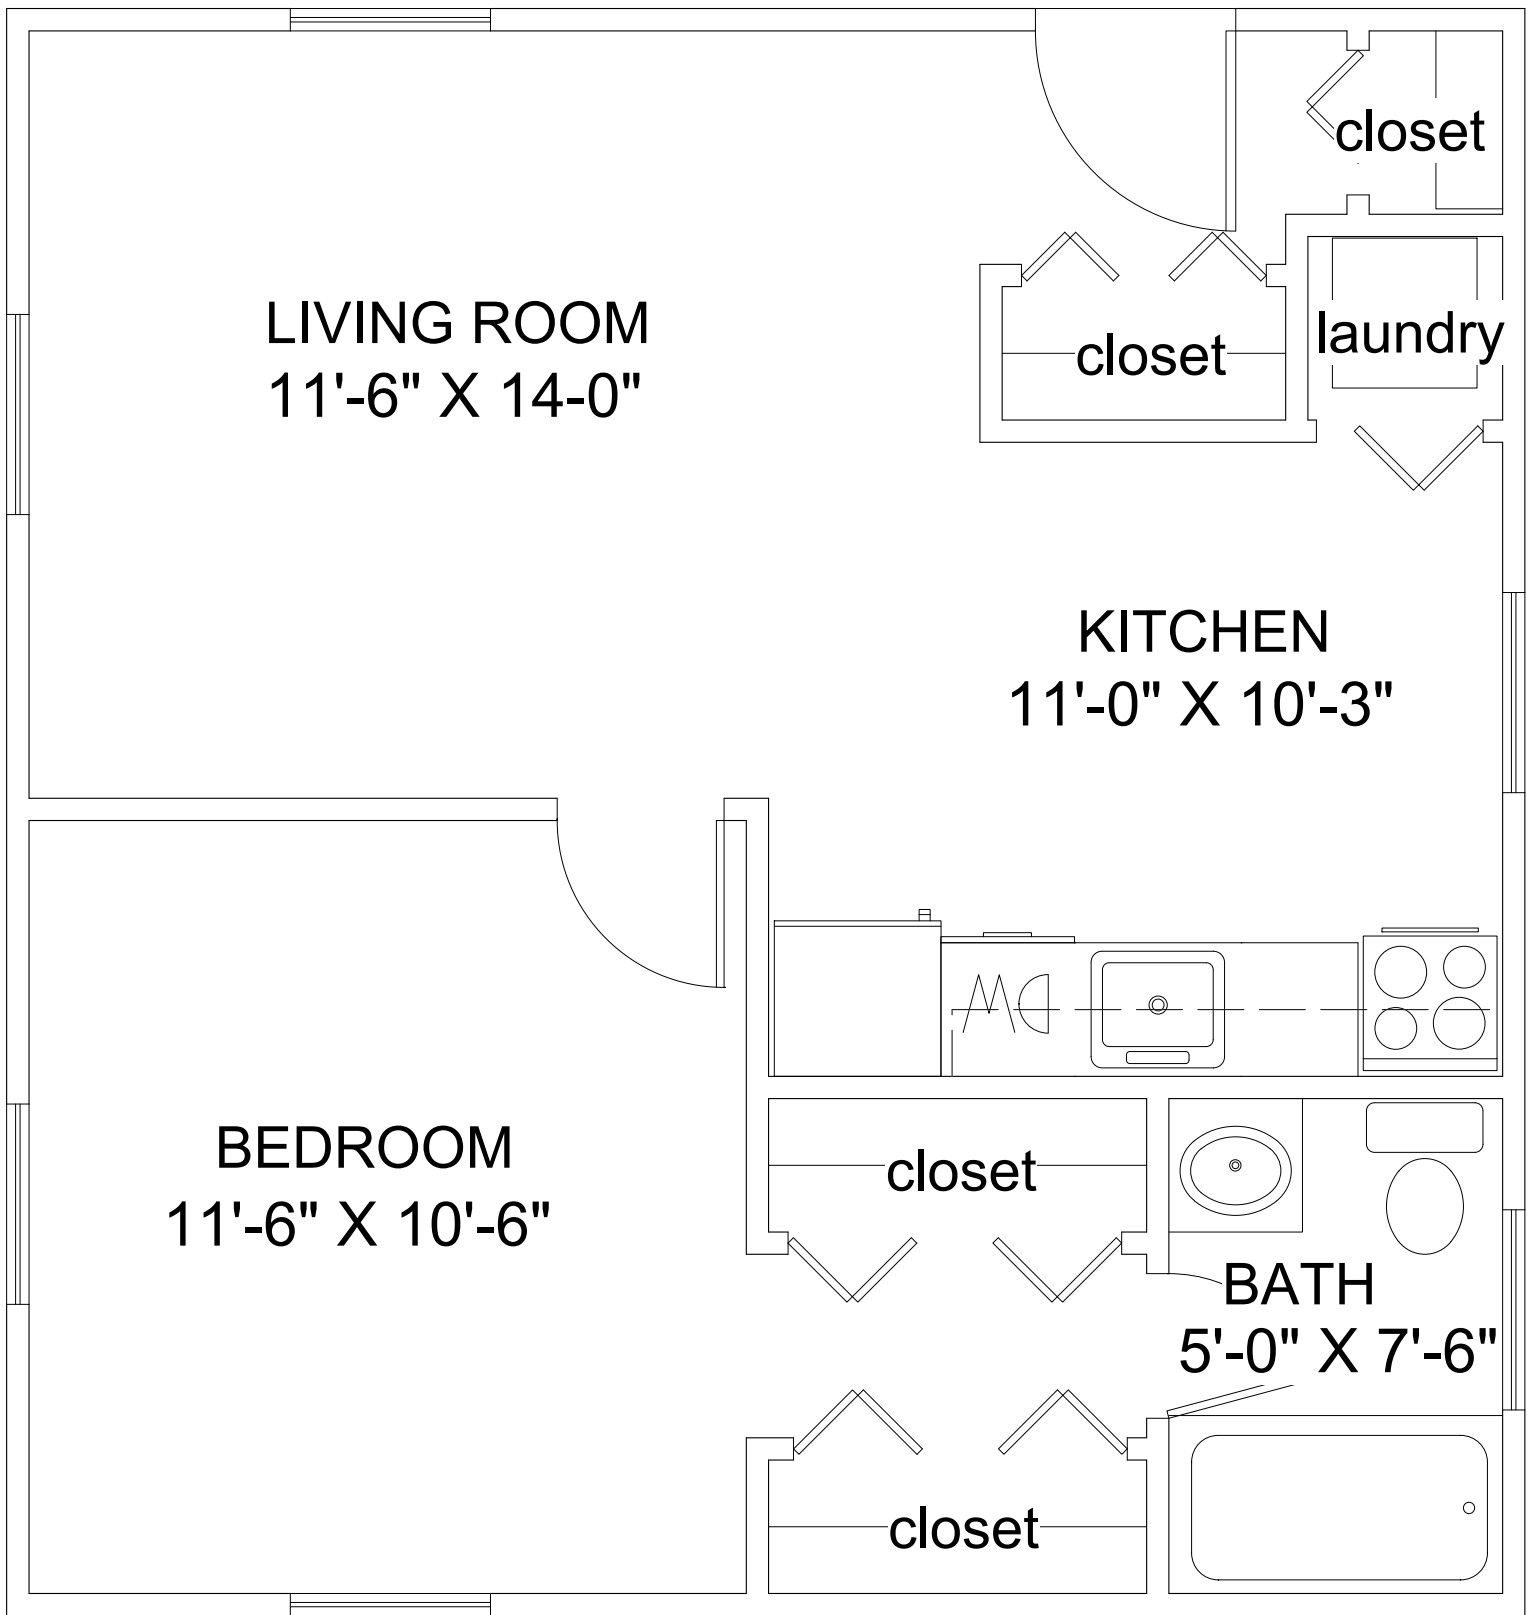 closet
LIVING ROOM
11'-6" X 14-0"
closet
laundry
KITCHEN
11'-0" X 10'-3"
BEDROOM
11'-6" X 10'-6"
closet
BATH
5'-0" X 7'-6"
closet